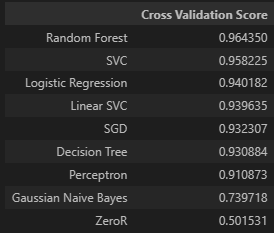 Cross Validation Score
Random Forest 0.964350
SVC 0.958225
Logistic Regression 0.940182
Linear SVC 0.939635
SGD 0.932307
Decision Tree 0.930884
Perceptron 0.910873
Gaussian Naive Bayes 0.739718
ZeroR 0.501531